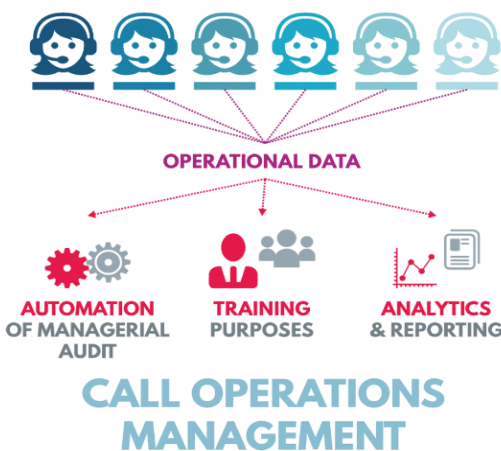 OPERATIONAL DATA
AUTOMATION
OF MANAGERIAL
AUDIT
TRAINING
PURPOSES
ANALYTICS
& REPORTING
CALL OPERATIONS
MANAGEMENT